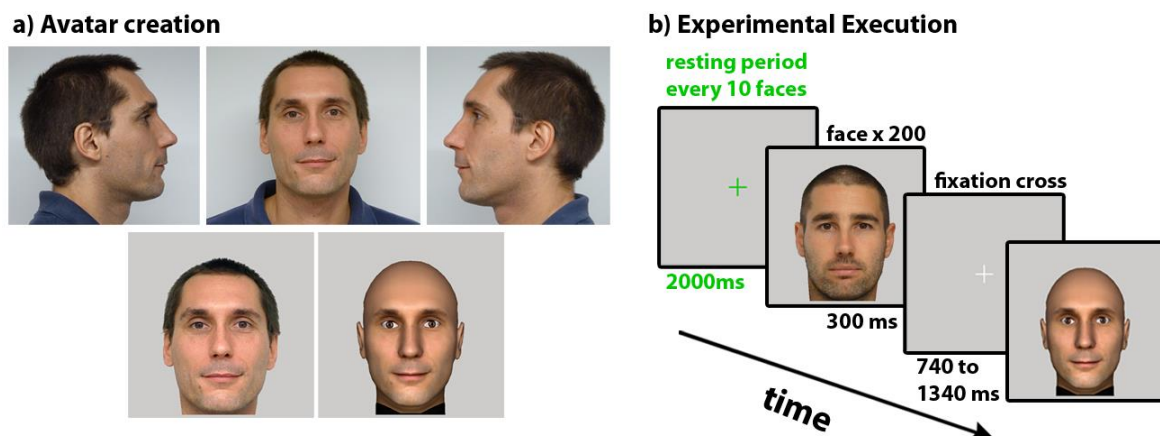 a) Avatar creation
b) Experimental Execution
resting period
every 10 faces
face x 200
fixation cross
2000ms
300 ms
740 to
1340 ms
time